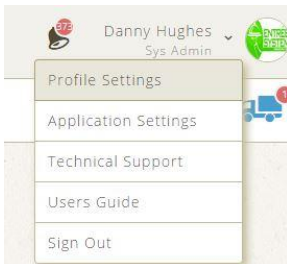 373
Danny Hughes
Sys Admin
Profile Settings
Application Settings
Technical Support
Users Guide
Sign Out